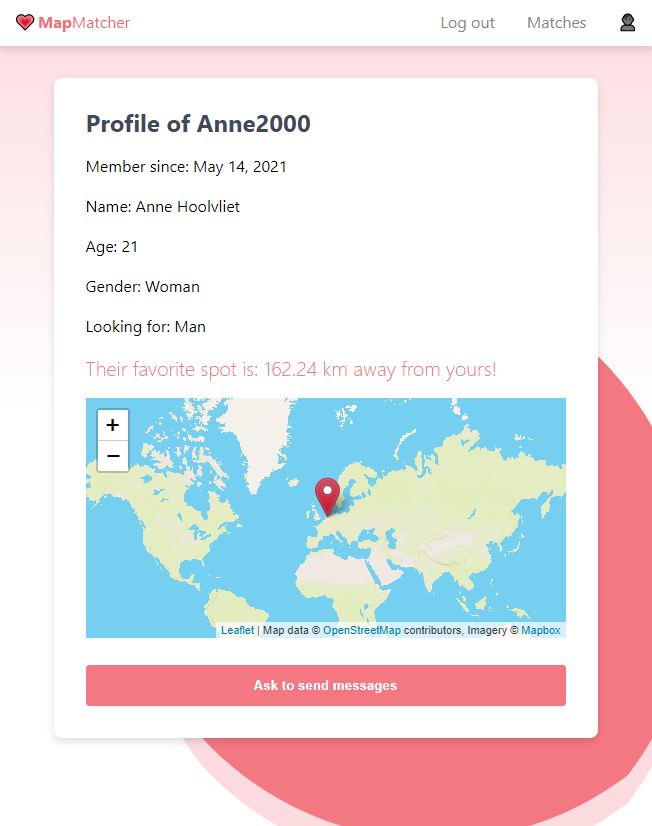 MapMatcher
Log out
Matches
Profile of Anne2000
Member since: May 14, 2021
Name: Anne Hoolvliet
Age: 21
Gender: Woman
Looking for: Man
Their favorite spot is: 162.24 km away from yours!
+
−
Leaflet | Map data © OpenStreetMap contributors, Imagery © Mapbox
Ask to send messages